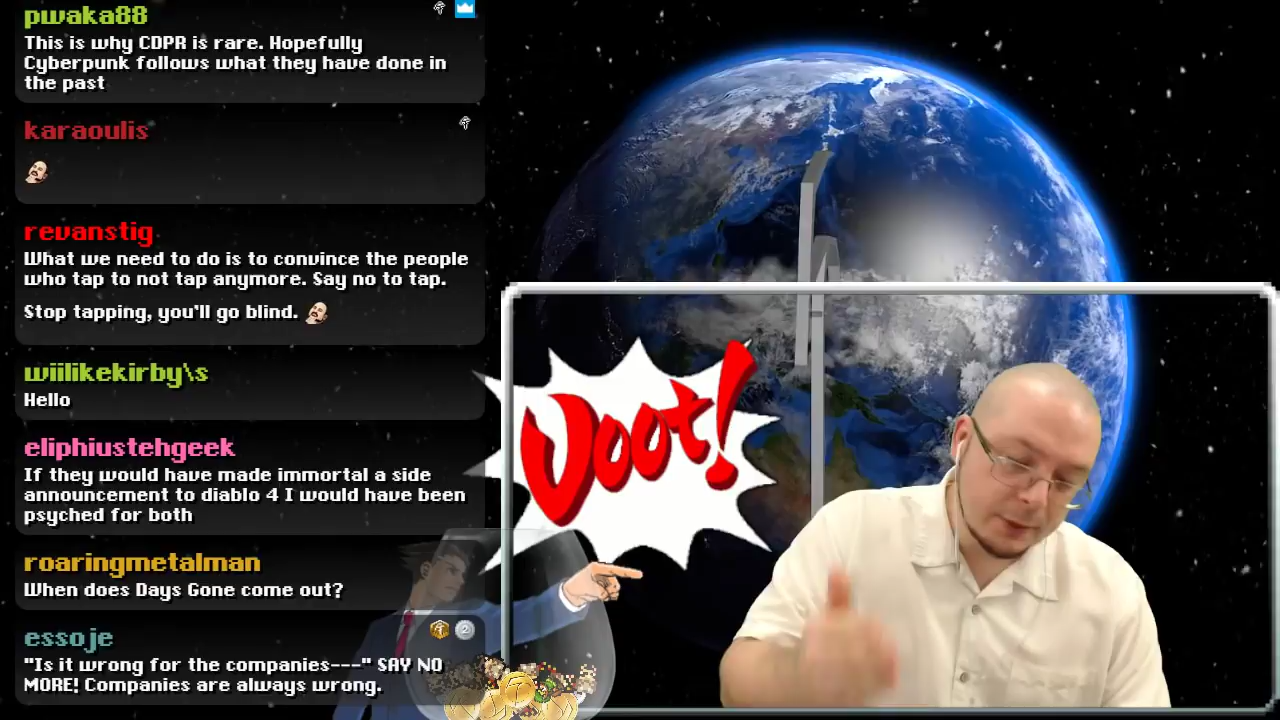 pwaka88
This is why CDPR is rare. Hopefully
Cyberpunk follows what they have done in
the past
karaoulis
revanstig
What we need to do is to convince the people
who tap to not tap anymore. Say no to tap.
Stop tapping, you'll go blind.
wiilikekirby\s
Hello
eliphiustehgeek
If they would have made immortal a side
announcement to diablo 4 I would have been
psyched for both
roaringmetalman
When does Days Gone come out?
essoje
2
"Is it wrong for the companies---" SAY NO
MORE! Companies are always wrong.
Voot!